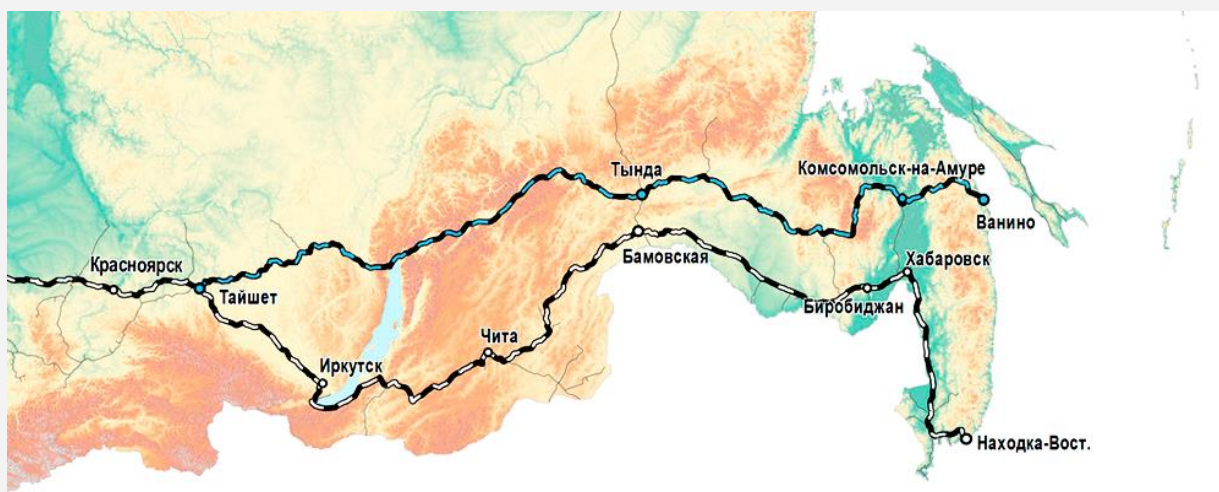 Тында
Комсомольск-на-Амуре
Ванино
Красноярск
Тайшет
Бамовская
Хабаровск
Биробиджан
Чита
Иркутск
Находка-Вост.